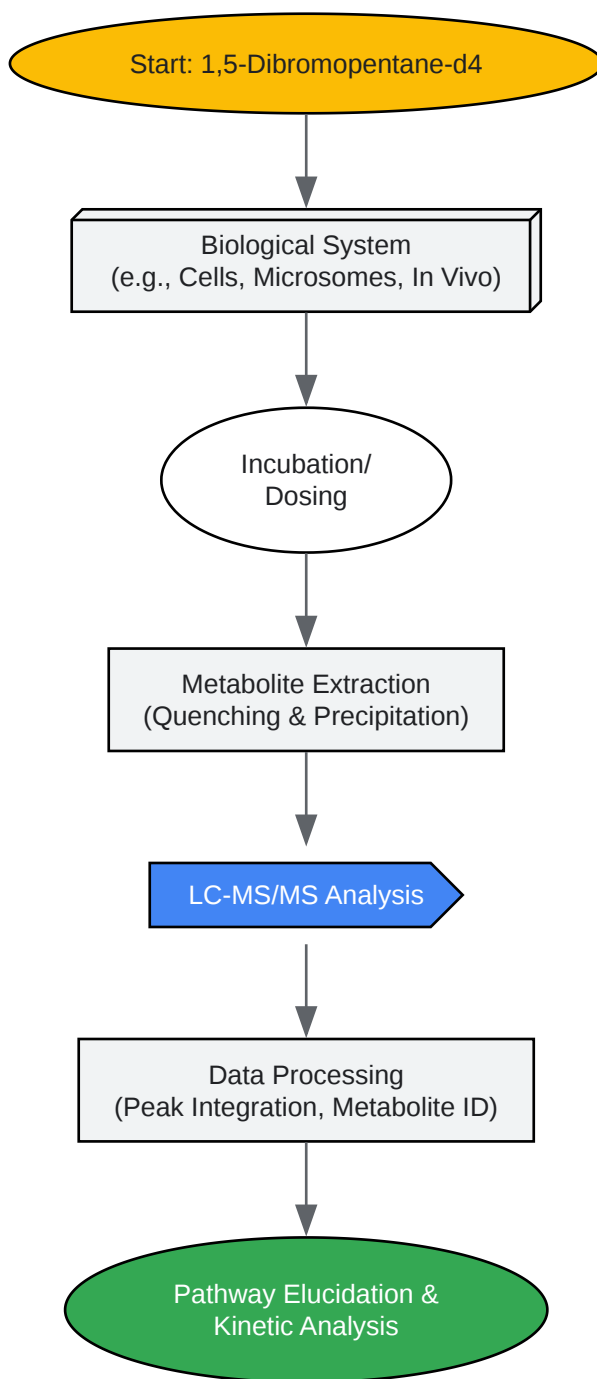 Start: 1,5-Dibromopentane-d4
Biological System
(e.g., Cells, Microsomes, In Vivo)
Incubation/
Dosing
Metabolite Extraction
(Quenching & Precipitation)
LC-MS/MS Analysis
Data Processing
(Peak Integration, Metabolite ID)
Pathway Elucidation &
Kinetic Analysis